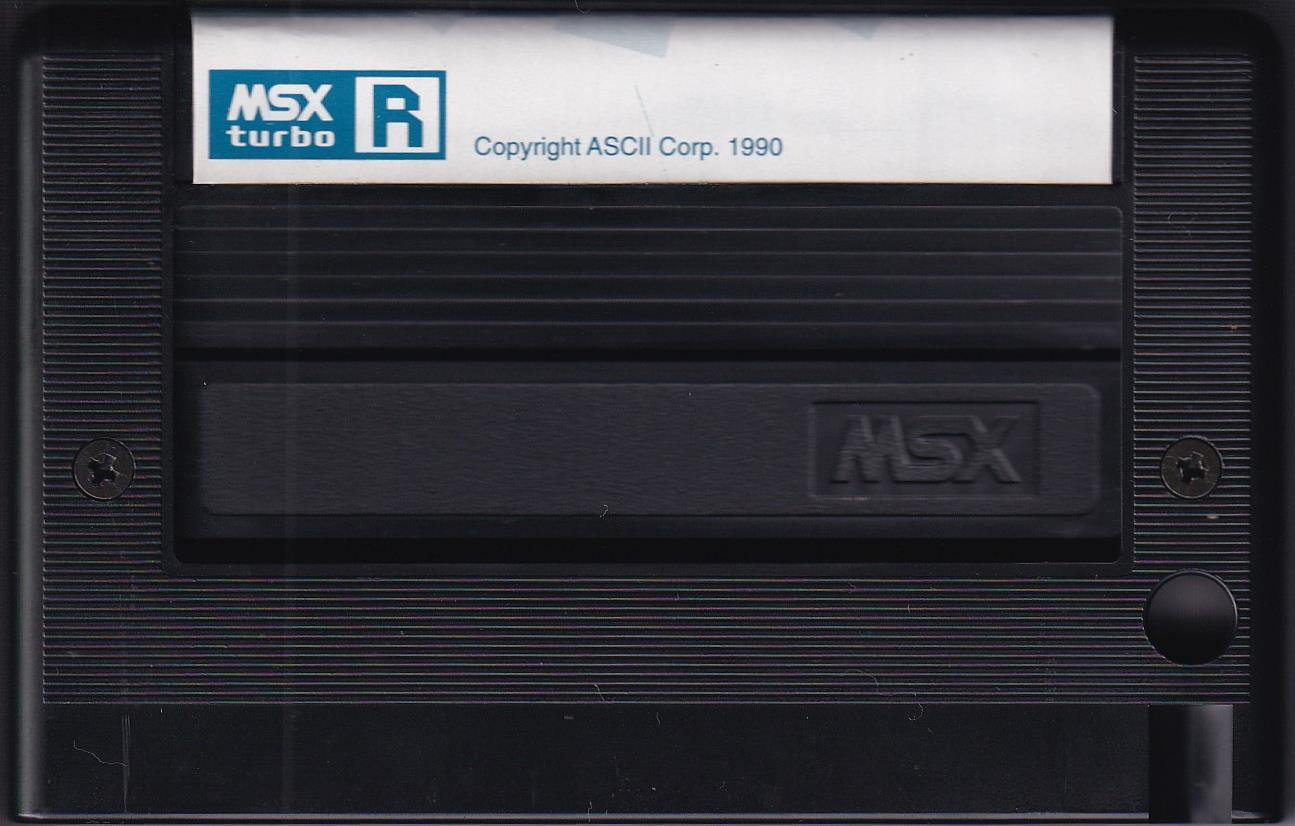 MSX
turbo R
Copyright ASCII Corp. 1990
MSX